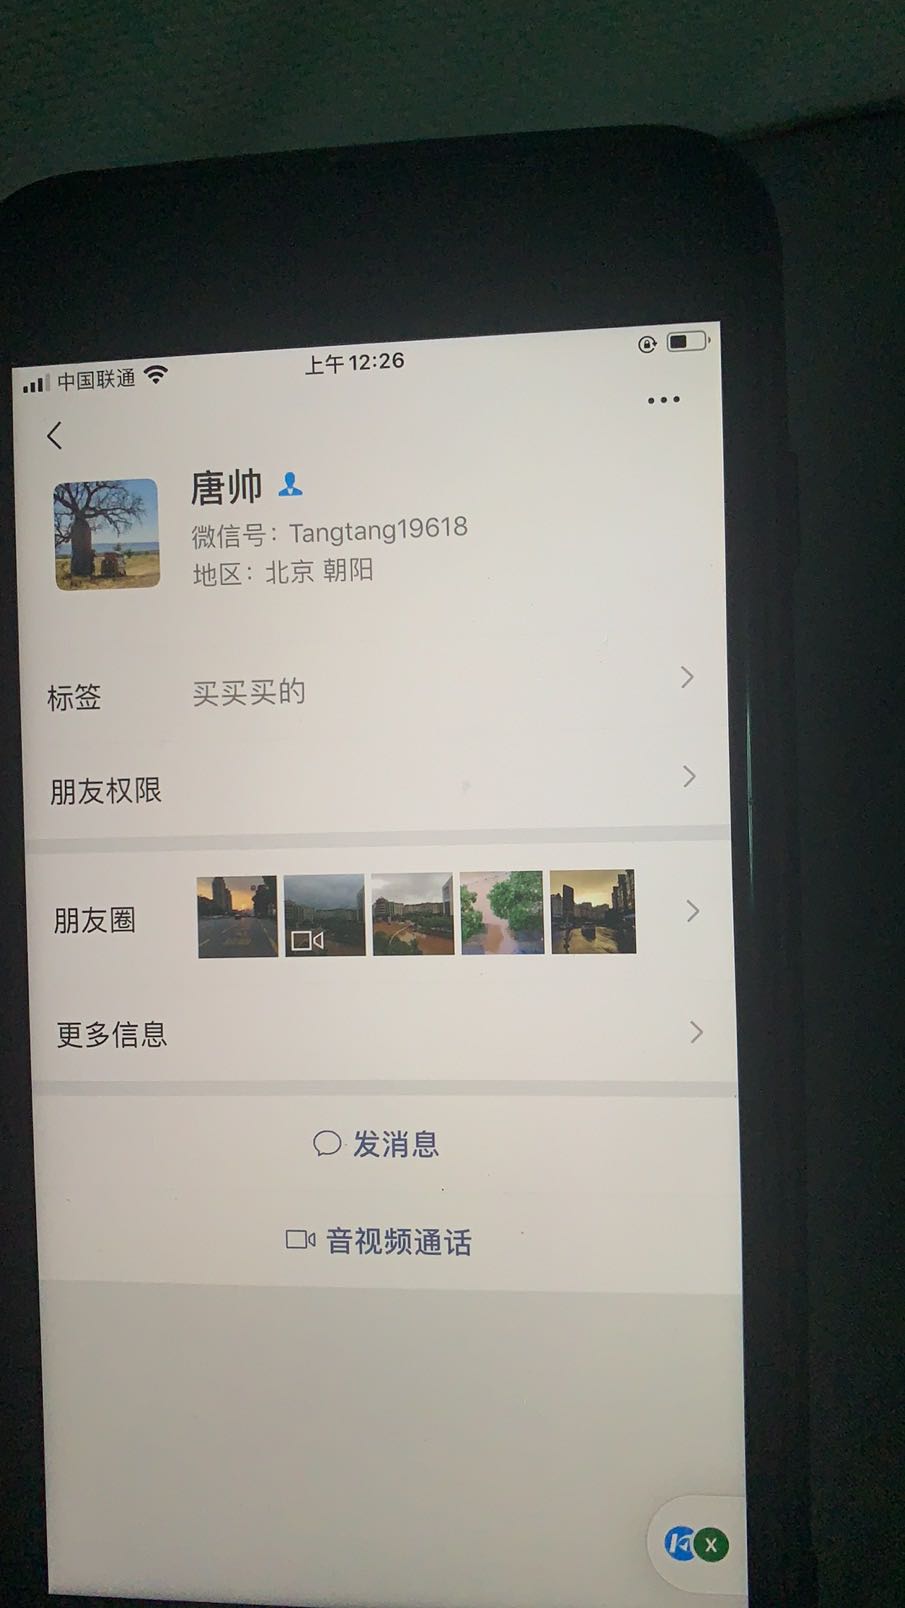 中国联通
上午12:26
唐帅
微信号：Tangtang19618
地区：北京 朝阳
标签
买买买的
朋友权限
朋友圈
更多信息
发消息
音视频通话
X